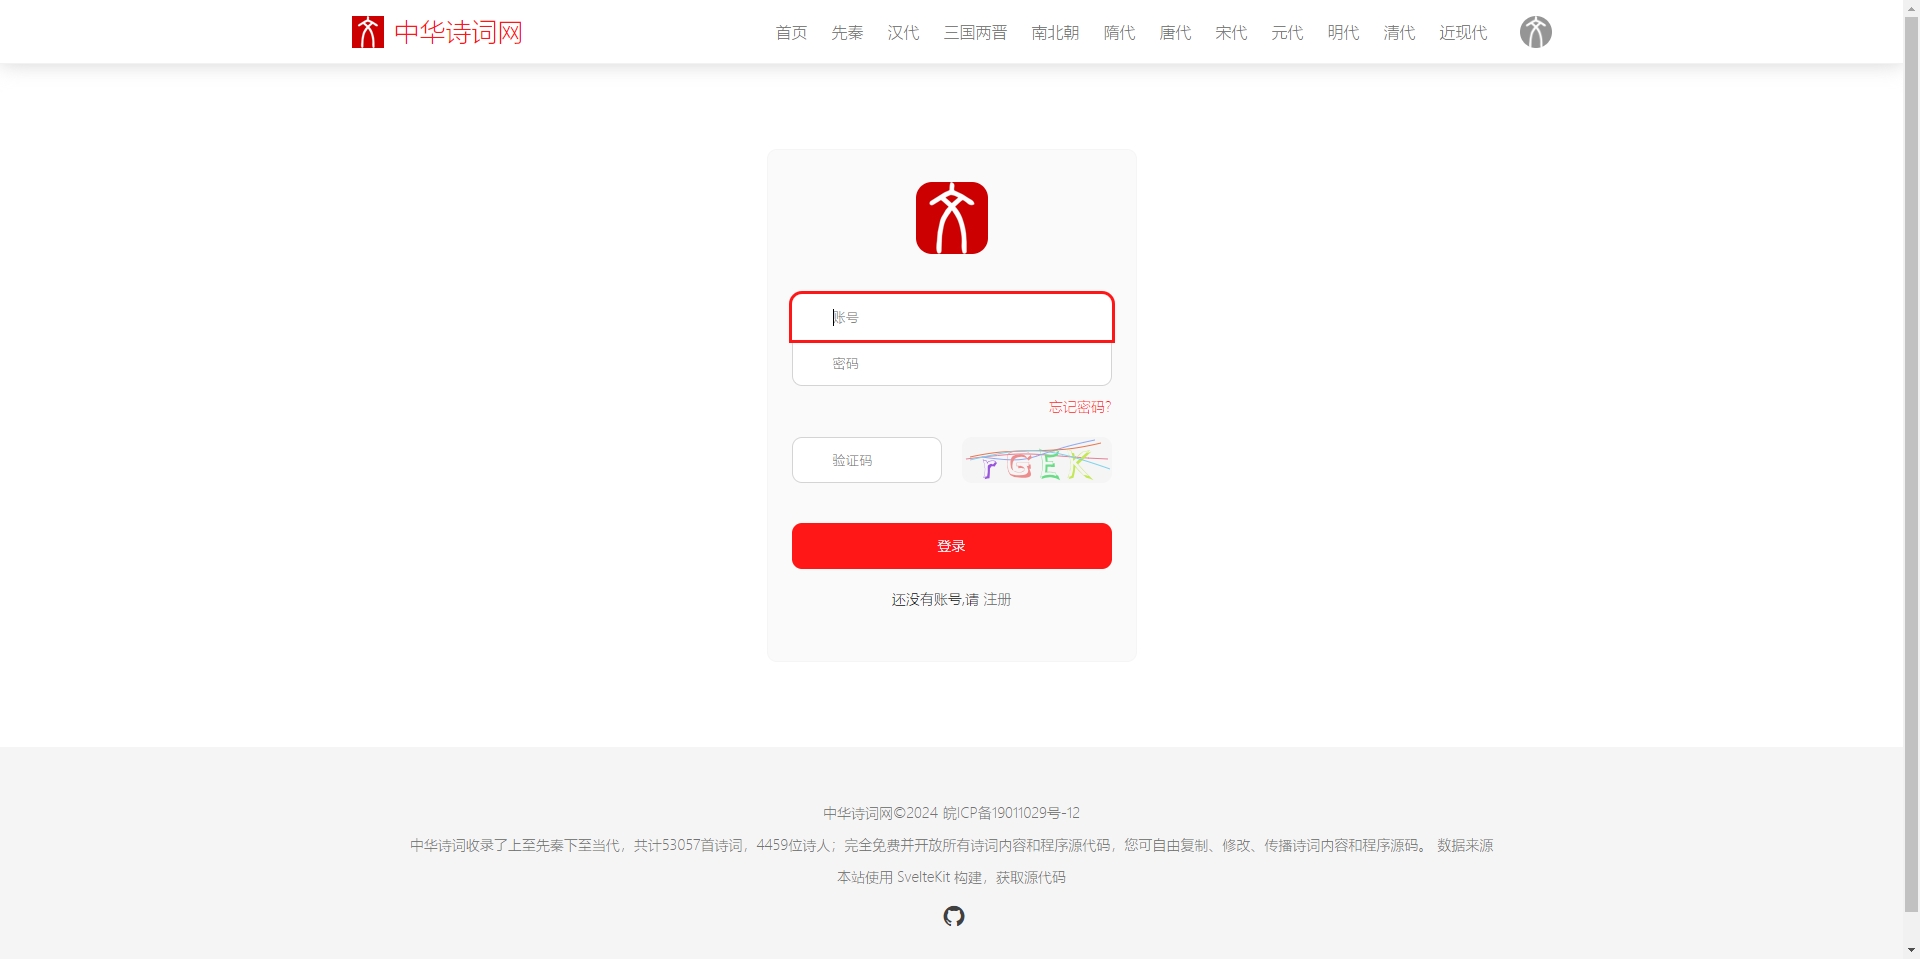 中华诗词网
首页 先秦 汉代 三国两晋 南北朝 隋代 唐代 宋代 元代 明代 清代 近现代
账号
密码
忘记密码?
验证码
rGEK
登录
还没有账号,请 注册
中华诗词网©2024 皖ICP备19011029号-12
中华诗词收录了上至先秦下至当代，共计53057首诗词，4459位诗人；完全免费并开放所有诗词内容和程序源代码，您可自由复制、修改、传播诗词内容和程序源码。 数据来源
本站使用 SvelteKit 构建，获取源代码